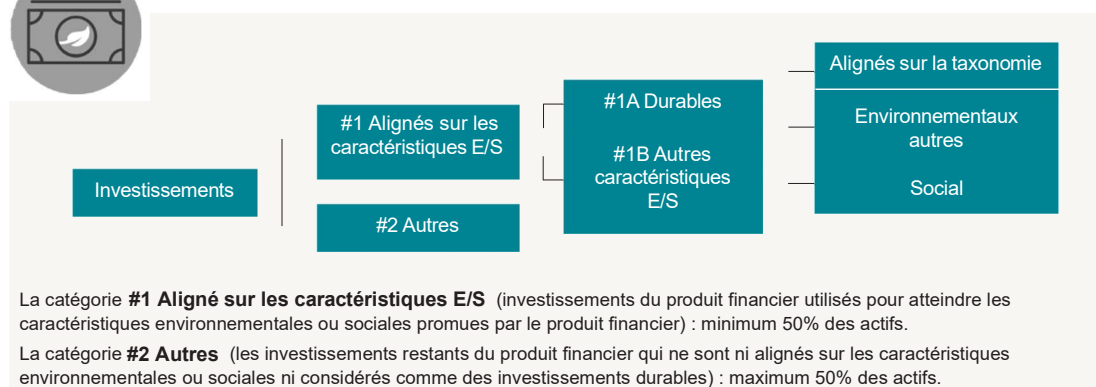 Investissements
#1 Alignés sur les
caractéristiques E/S
#2 Autres
#1A Durables
#1B Autres
caractéristiques
E/S
Alignés sur la taxonomie
Environnementaux
autres
Social
La catégorie #1 Aligné sur les caractéristiques E/S (investissements du produit financier utilisés pour atteindre les
caractéristiques environnementales ou sociales promues par le produit financier) : minimum 50% des actifs.
La catégorie #2 Autres (les investissements restants du produit financier qui ne sont ni alignés sur les caractéristiques
environnementales ou sociales ni considérés comme des investissements durables) : maximum 50% des actifs.